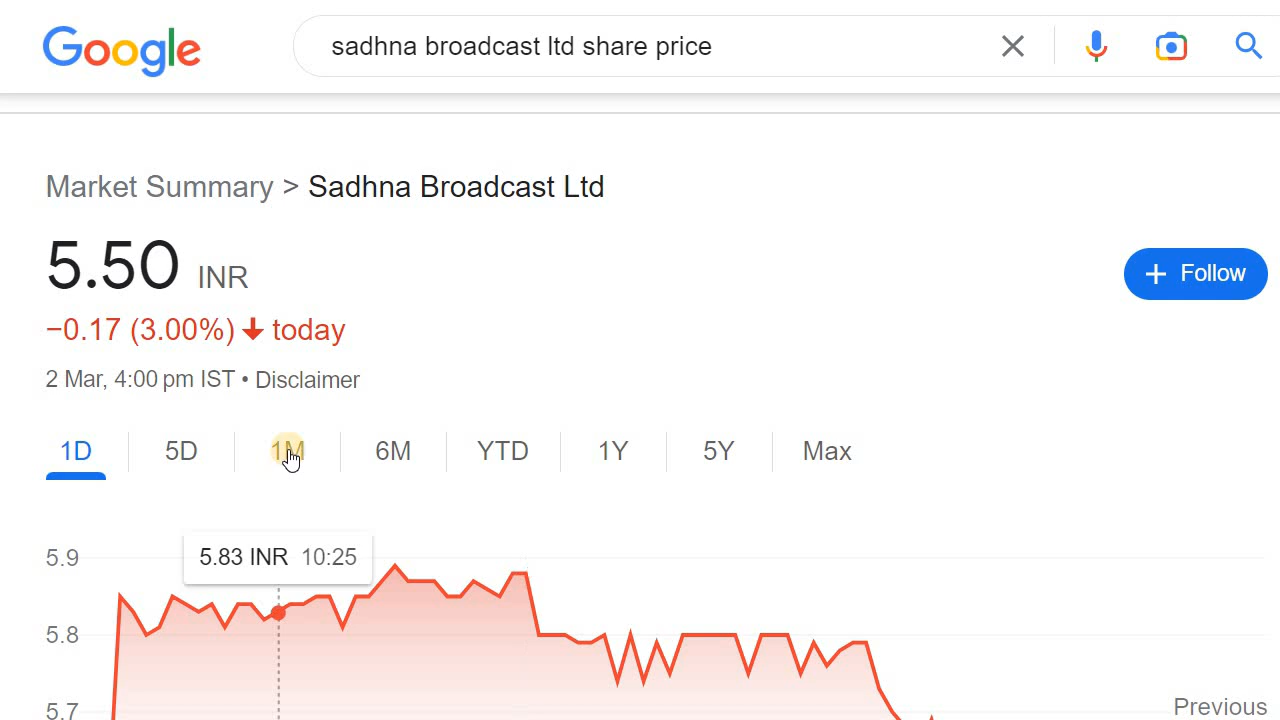 Google
sadhna broadcast ltd share price
Market Summary > Sadhna Broadcast Ltd
5.50 INR
+ Follow
−0.17 (3.00%) today
2 Mar, 4:00 pm IST • Disclaimer
1D 5D 1M 6M YTD 1Y 5Y Max
5.83 INR 10:25
5.9
5.8
5.7
Previous